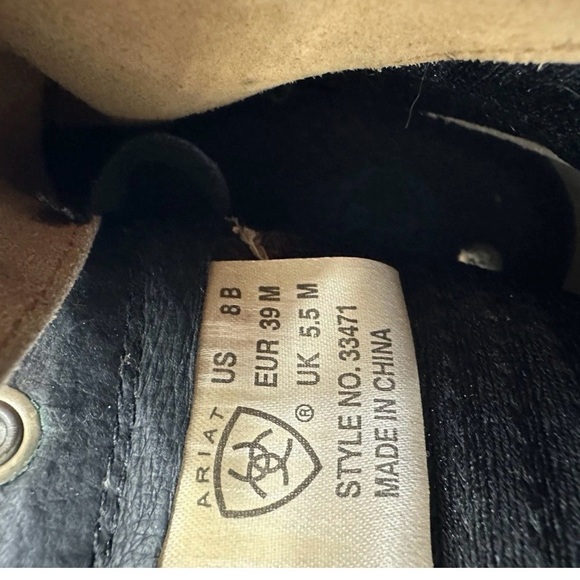 ARIAT ®
US 8 B
EUR 39 M
UK 5.5 M
STYLE NO. 33471
MADE IN CHINA